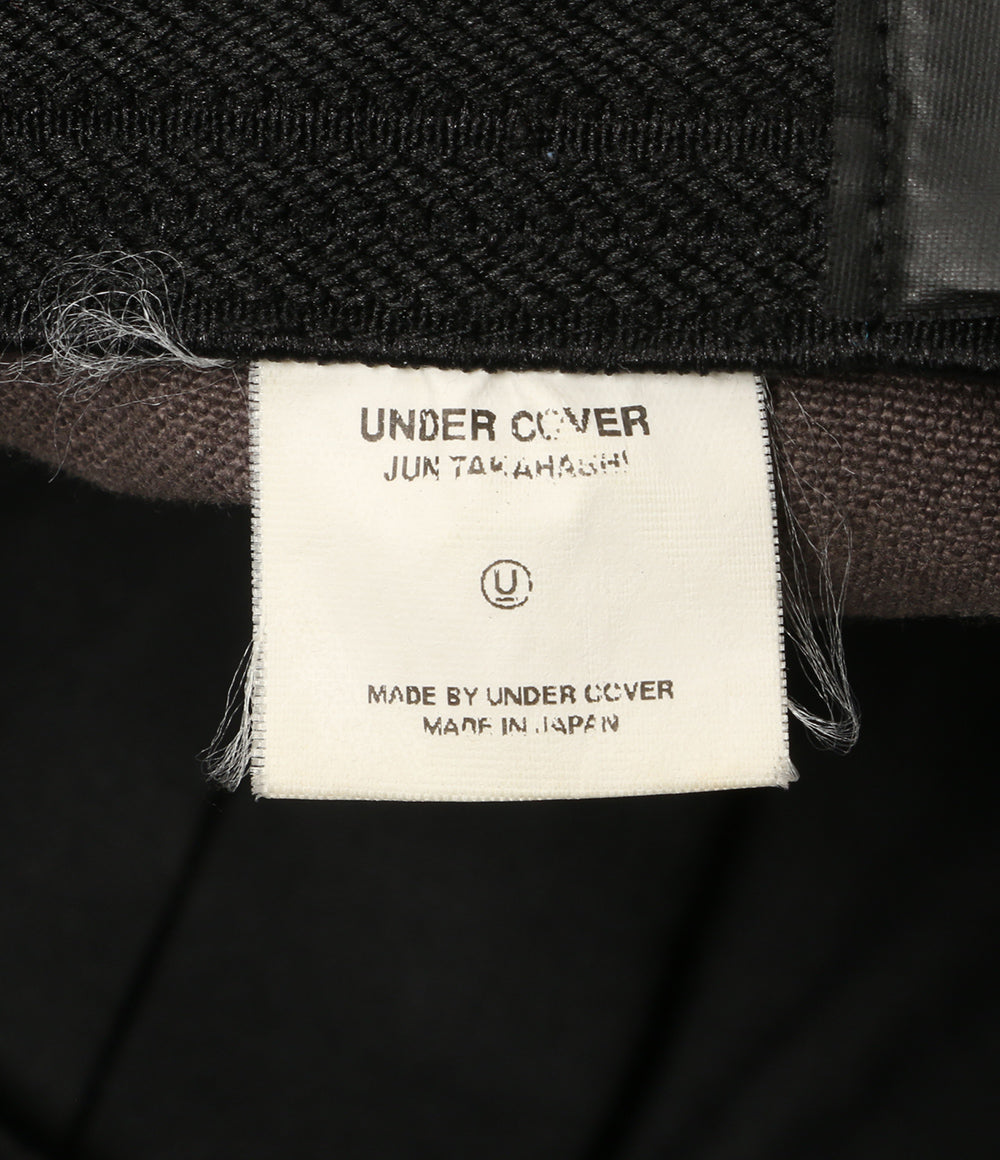 UNDER COVER
JUN TAKAHASHI
U
MADE BY UNDER COVER
MADE IN JAPAN